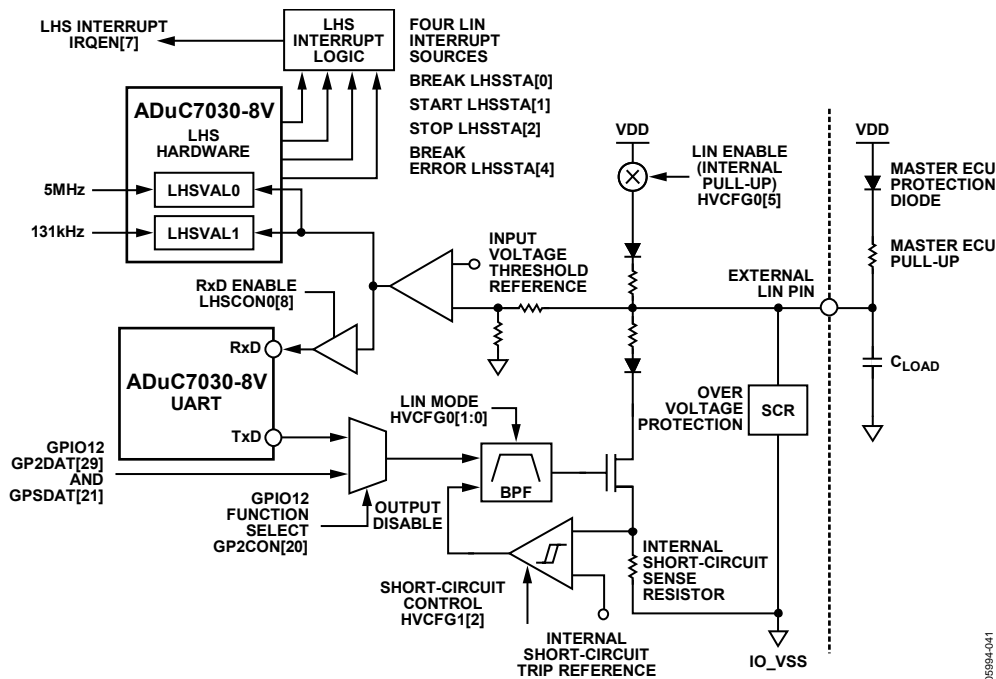 LHS INTERRUPT
IRQEN[7]
LHS
INTERRUPT
LOGIC
FOUR LIN
INTERRUPT
SOURCES
BREAK LHSSTA[0]
START LHSSTA[1]
STOP LHSSTA[2]
BREAK
ERROR LHSSTA[4]
ADuC7030-8V
LHS
HARDWARE
5MHz
LHSVAL0
131kHz
LHSVAL1
VDD
LIN ENABLE
(INTERNAL
PULL-UP)
HVCFG0[5]
VDD
MASTER ECU
PROTECTION
DIODE
MASTER ECU
PULL-UP
INPUT
VOLTAGE
THRESHOLD
REFERENCE
EXTERNAL
LIN PIN
RxD ENABLE
LHSCON0[8]
RxD
ADuC7030-8V
UART
TxD
CLOAD
OVER
VOLTAGE
PROTECTION
SCR
LIN MODE
HVCFG0[1:0]
BPF
GPIO12
GP2DAT[29]
AND
GPSDAT[21]
GPIO12
FUNCTION
SELECT
GP2CON[20]
OUTPUT
DISABLE
SHORT-CIRCUIT
CONTROL
HVCFG1[2]
INTERNAL
SHORT-CIRCUIT
SENSE
RESISTOR
INTERNAL
SHORT-CIRCUIT
TRIP REFERENCE
IO_VSS
05994-041